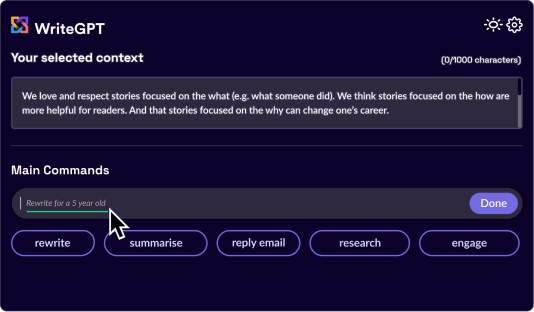 WriteGPT
Your selected context
(0/1000 characters)
We love and respect stories focused on the what (e.g. what someone did). We think stories focused on the how are
more helpful for readers. And that stories focused on the why can change one's career.
Main Commands
Rewrite for a 5 year old
Done
rewrite
summarise
reply email
research
engage